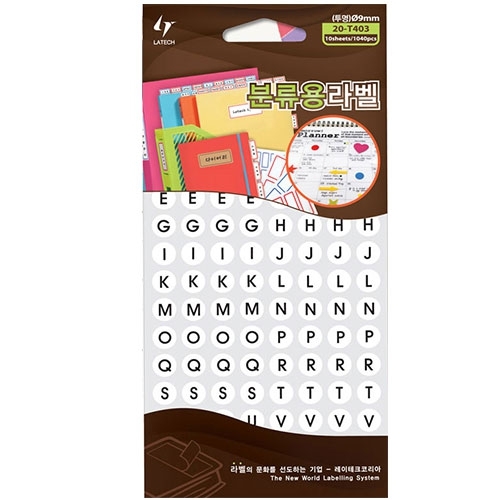 LATECH
(투명)Ø9mm
20-T403
10sheets/1040pcs
분류용라벨
Planner
E E E E
G G G G H H H H
I I I I J J J J
K K K K L L L L
M M M M N N N N
O O O O P P P P
Q Q Q Q R R R R
S S S S T T T T
U V V V V
라벨의 문화를 선도하는 기업 - 레이테크코리아
The New World Labelling System